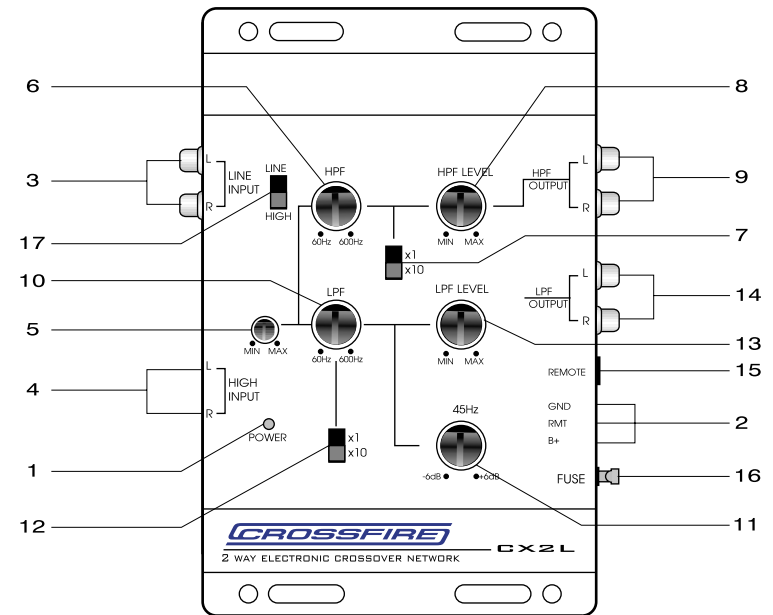 6
8
3
L
LINE
INPUT
R
LINE
HIGH
HPF
60Hz 600Hz
HPF LEVEL
MIN MAX
HPF
OUTPUT
L
R
9
17
7
x1
x10
10
LPF
60Hz 600Hz
LPF LEVEL
MIN MAX
LPF
OUTPUT
L
R
14
5
MIN MAX
13
4
L
HIGH
INPUT
R
REMOTE
15
GND
RMT
B+
2
1
POWER
x1
x10
45Hz
-6dB +6dB
FUSE
16
12
11
CROSSFIRE
2 WAY ELECTRONIC CROSSOVER NETWORK
CX2L